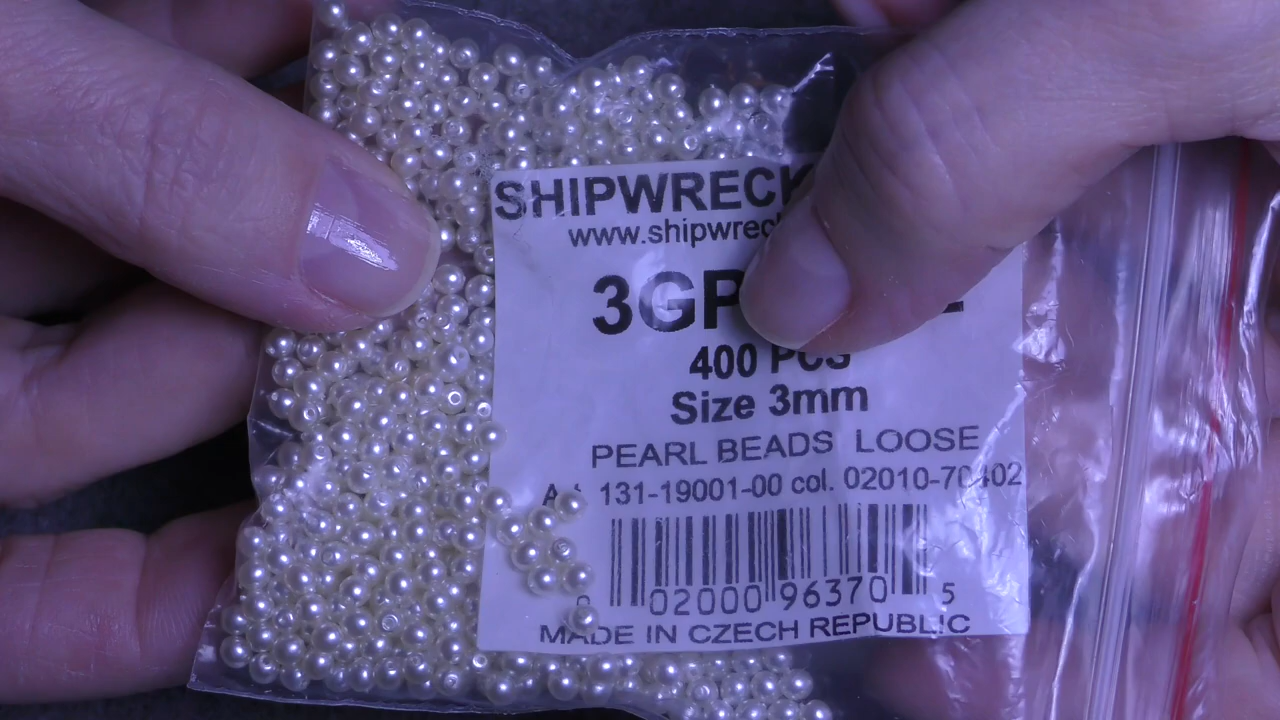 SHIPWRECK
www.shipwrec
3GP
400 PCS
Size 3mm
PEARL BEADS LOOSE
131-19001-00 col. 02010-70402
02000 96370 5
MADE IN CZECH REPUBLIC